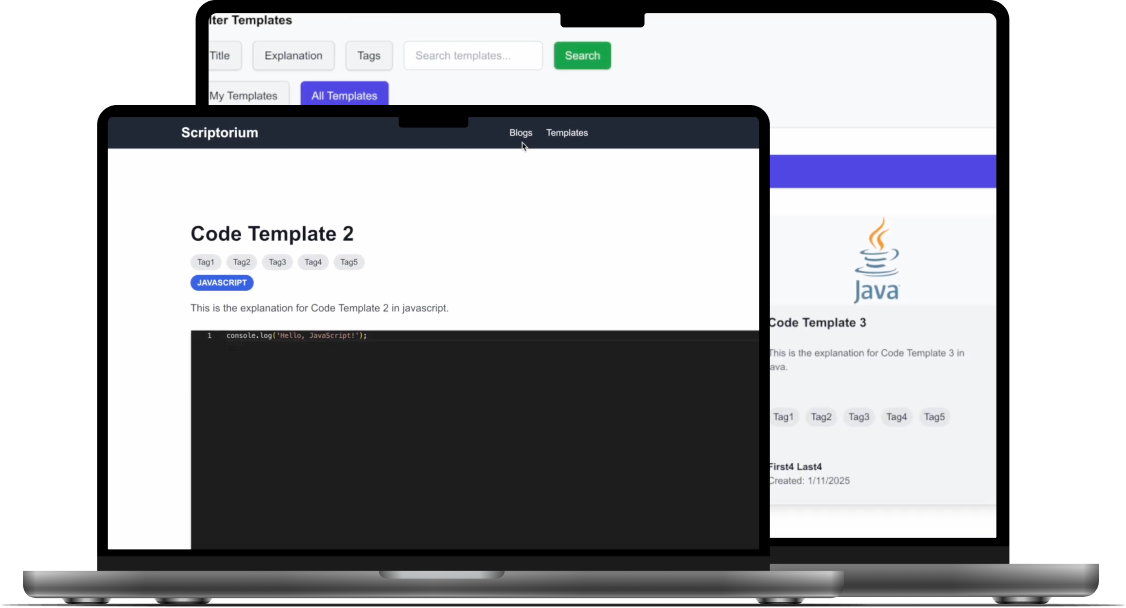 lter Templates
Title Explanation Tags Search templates... Search
My Templates All Templates
Scriptorium Blogs Templates
Code Template 2
Tag1 Tag2 Tag3 Tag4 Tag5
JAVASCRIPT
This is the explanation for Code Template 2 in javascript.
1 console.log('Hello, JavaScript!');
Java
Code Template 3
This is the explanation for Code Template 3 in
ava.
Tag1 Tag2 Tag3 Tag4 Tag5
First4 Last4
Created: 1/11/2025